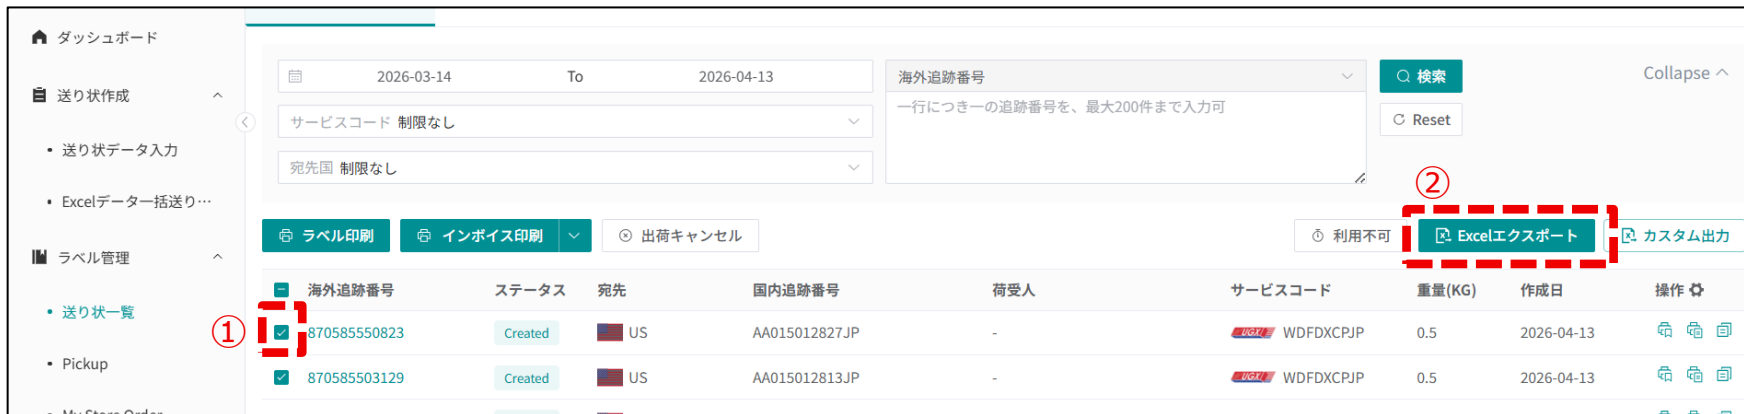 ダッシュボード
送り状作成
送り状データ入力
Excelデータ一括送り…
ラベル管理
送り状一覧
Pickup
My Store Order
2026-03-14 To 2026-04-13
サービスコード 制限なし
宛先国 制限なし
海外追跡番号
一行につき一の追跡番号を、最大200件まで入力可
検索
Reset
Collapse
②
ラベル印刷
インボイス印刷
出荷キャンセル
利用不可
Excelエクスポート
カスタム出力
海外追跡番号 ステータス 宛先 国内追跡番号 荷受人 サービスコード 重量(KG) 作成日 操作
①
870585550823 Created US AA015012827JP - UGX WDFDXCPJP 0.5 2026-04-13
870585503129 Created US AA015012813JP - UGX WDFDXCPJP 0.5 2026-04-13